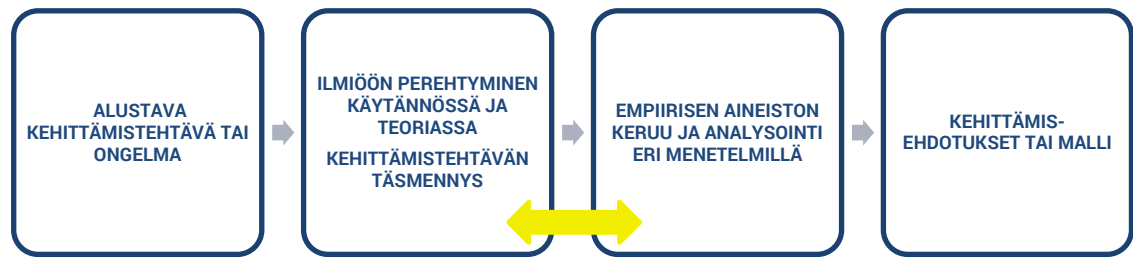 ALUSTAVA
KEHITTÄMISTEHTÄVÄ TAI
ONGELMA
ILMIÖÖN PEREHTYMINEN
KÄYTÄNNÖSSÄ JA
TEORIASSA
KEHITTÄMISTEHTÄVÄN
TÄSMENNYS
EMPIIRISEN AINEISTON
KERUU JA ANALYSOINTI
ERI MENETELMILLÄ
KEHITTÄMIS-
EHDOTUKSET TAI MALLI